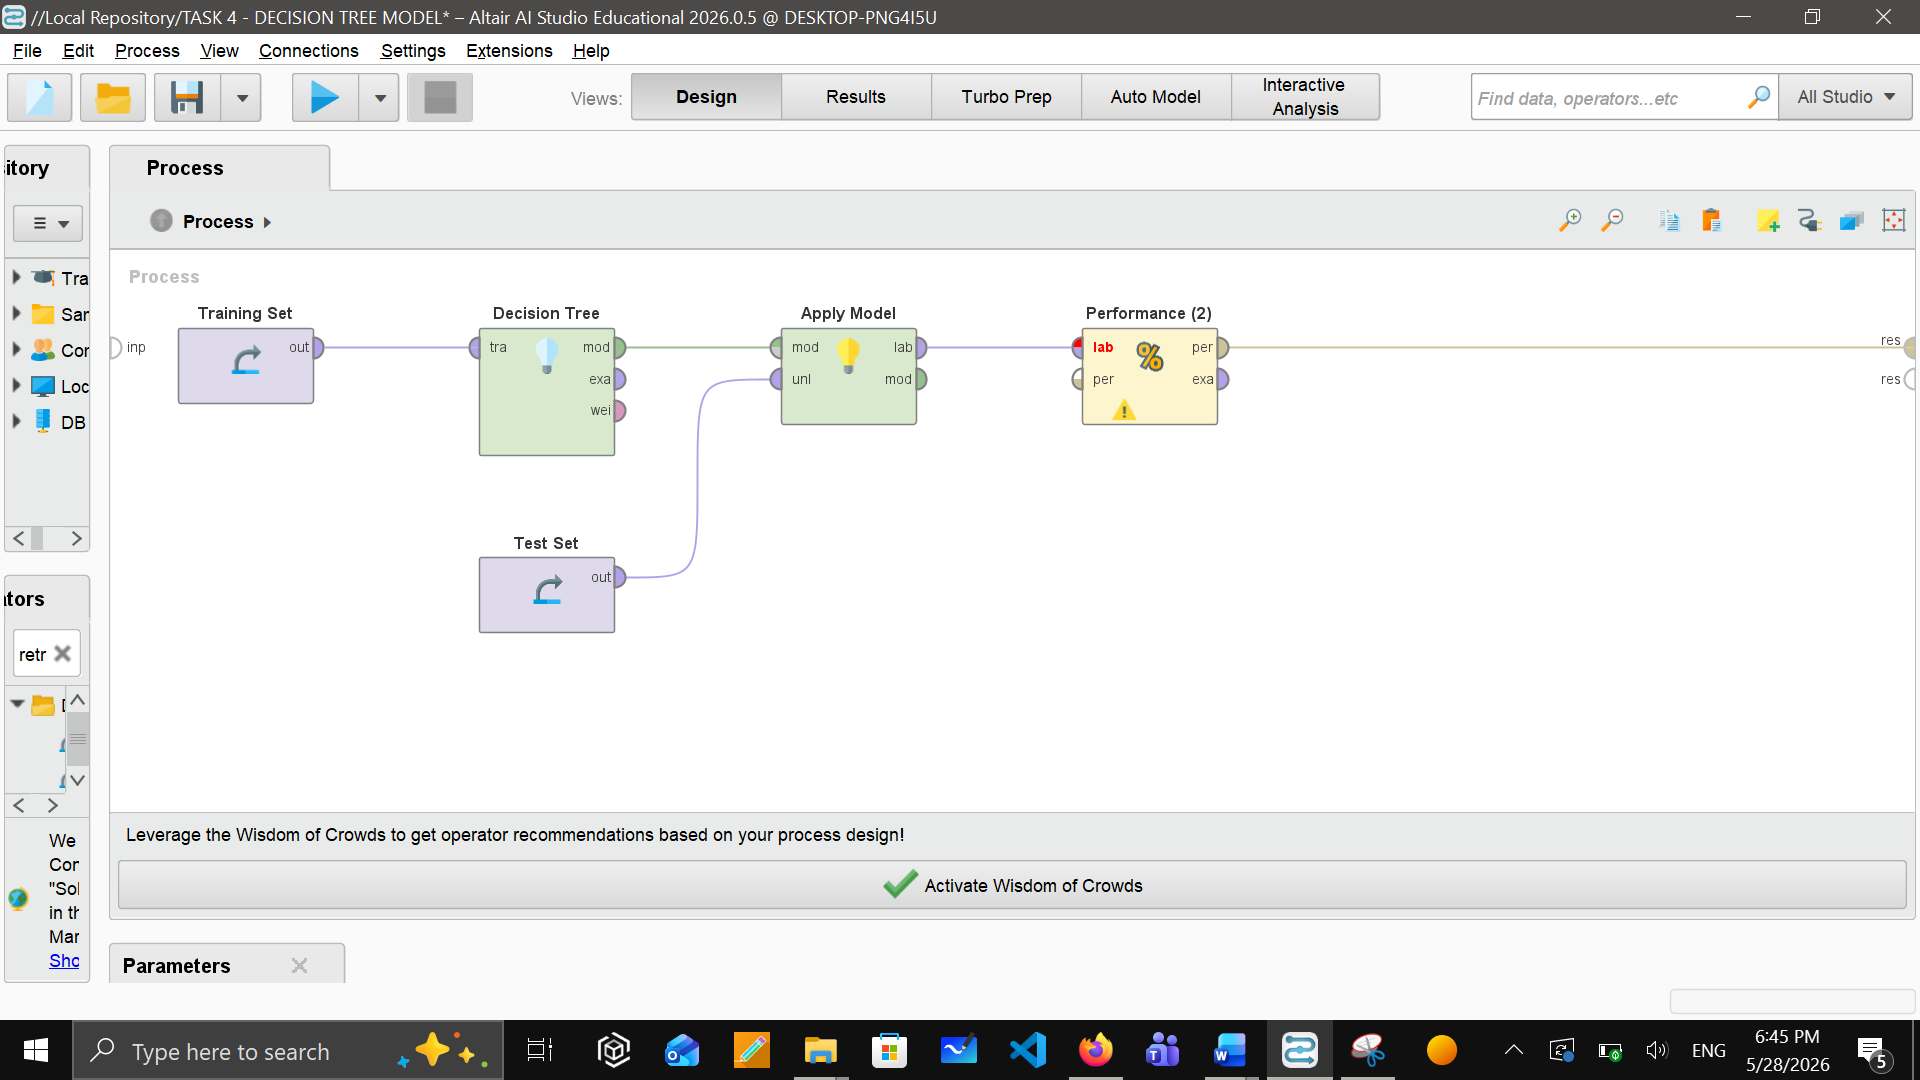 //Local Repository/TASK 4 - DECISION TREE MODEL* – Altair AI Studio Educational 2026.0.5 @ DESKTOP-PNG4I5U
File Edit Process View Connections Settings Extensions Help
Views: Design Results Turbo Prep Auto Model Interactive Analysis
Find data, operators...etc
All Studio
sitory
Process
Process
Process
Tra
Sar
Cor
Loc
DB
Training Set
inp
out
Decision Tree
tra
mod
exa
wei
Apply Model
mod
lab
unl
mod
Performance (2)
lab
per
per
exa
res
res
Test Set
out
ators
retr
We
Cor
"Sol
in th
Mar
Sho
Leverage the Wisdom of Crowds to get operator recommendations based on your process design!
Activate Wisdom of Crowds
Parameters
Type here to search
ENG
6:45 PM
5/28/2026
5